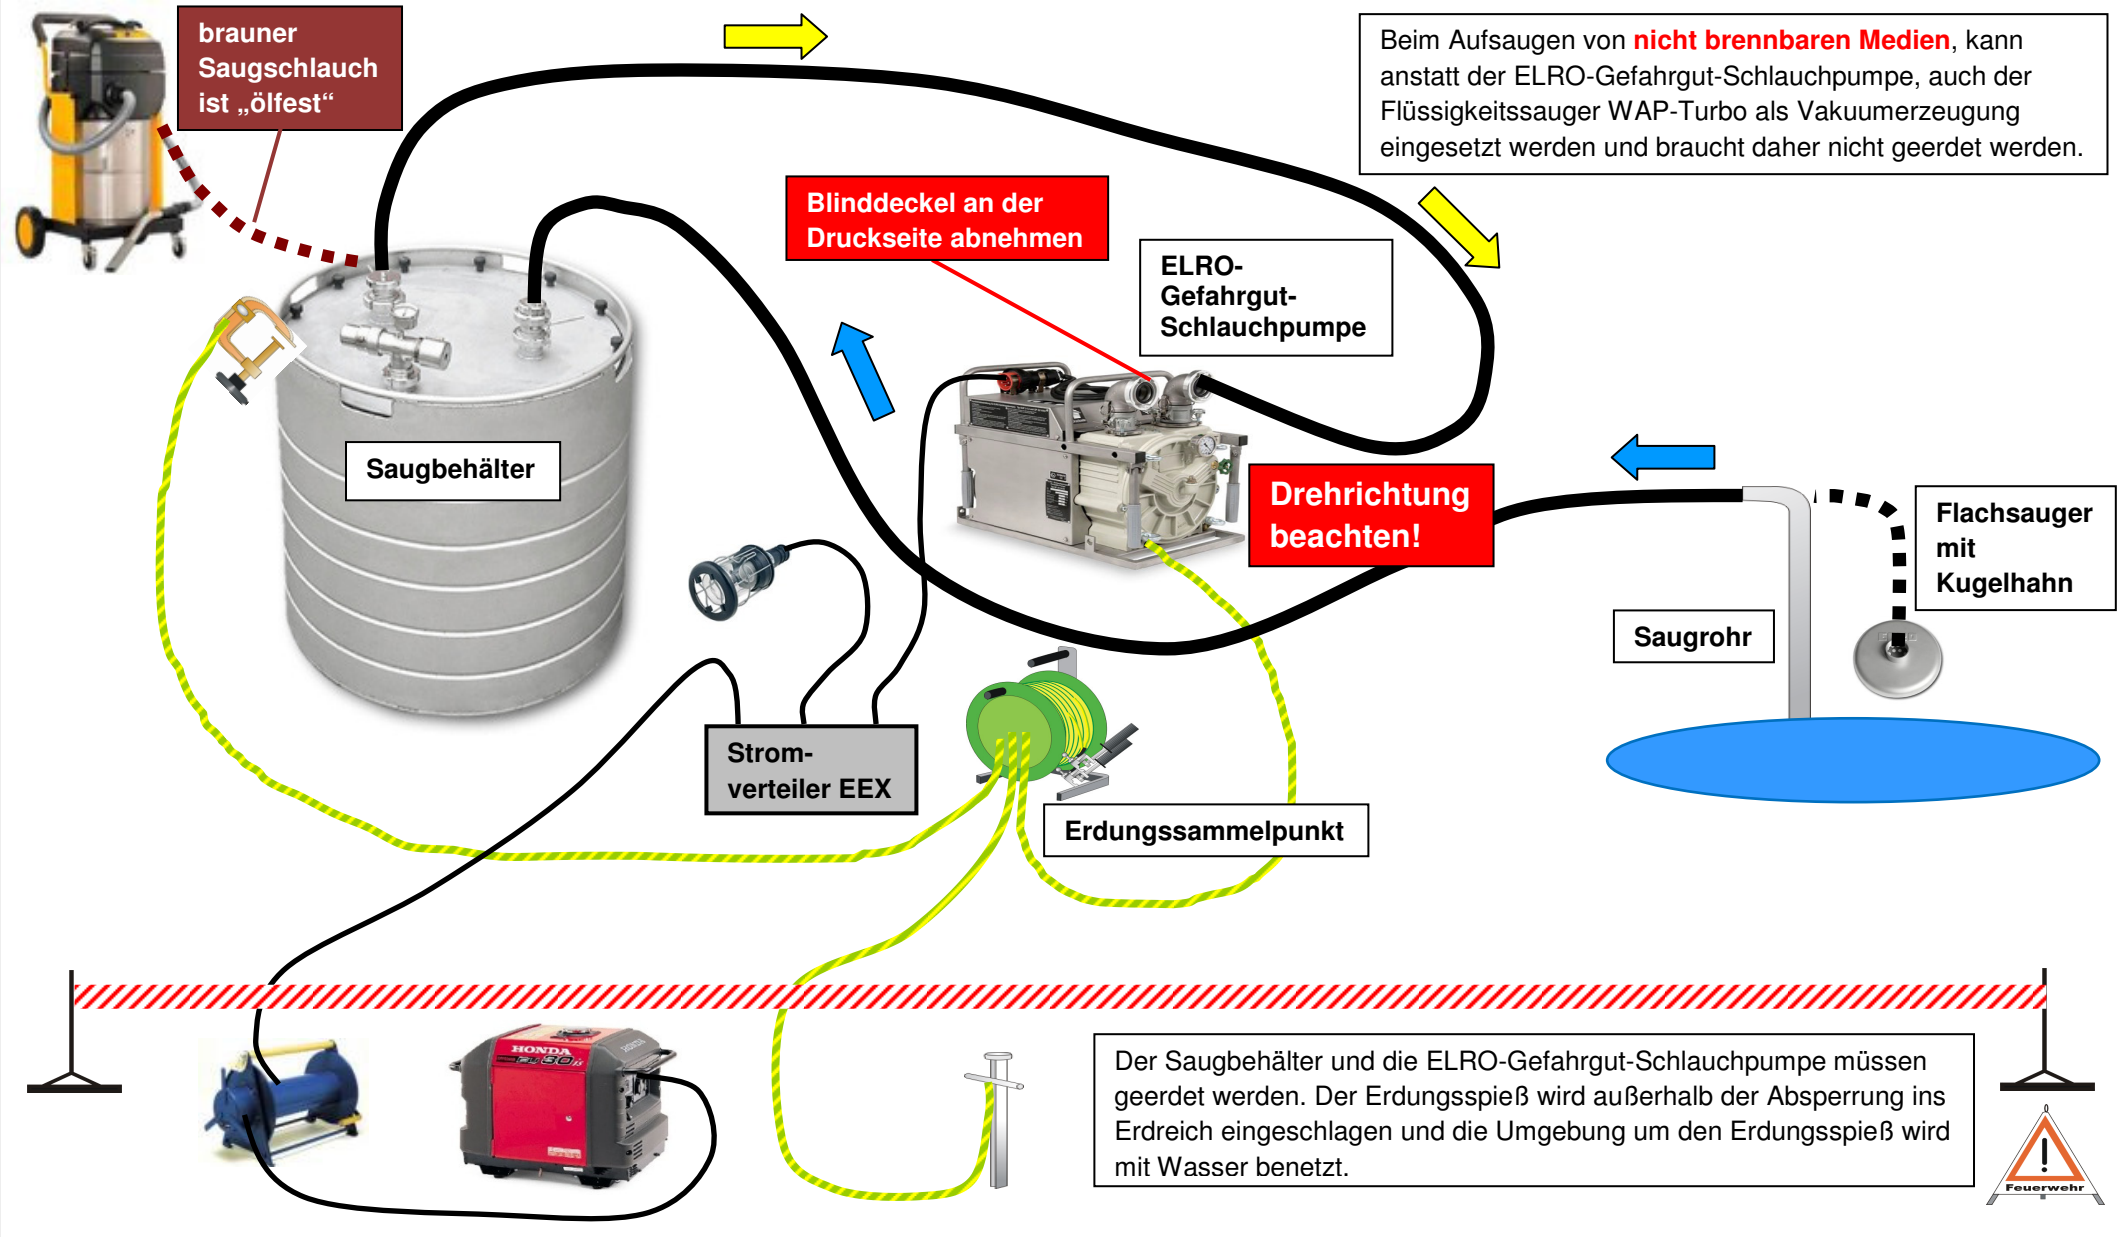 brauner
Saugschlauch
ist „ölfest“
Beim Aufsaugen von nicht brennbaren Medien, kann
anstatt der ELRO-Gefahrgut-Schlauchpumpe, auch der
Flüssigkeitssauger WAP-Turbo als Vakuumerzeugung
eingesetzt werden und braucht daher nicht geerdet werden.
Blinddeckel an der
Druckseite abnehmen
ELRO-
Gefahrgut-
Schlauchpumpe
Saugbehälter
Drehrichtung
beachten!
Flachsauger
mit
Kugelhahn
Saugrohr
Strom-
verteiler EEX
Erdungssammelpunkt
HONDA
EU 30is
HONDA
Der Saugbehälter und die ELRO-Gefahrgut-Schlauchpumpe müssen
geerdet werden. Der Erdungsspieß wird außerhalb der Absperrung ins
Erdreich eingeschlagen und die Umgebung um den Erdungsspieß wird
mit Wasser benetzt.
Feuerwehr